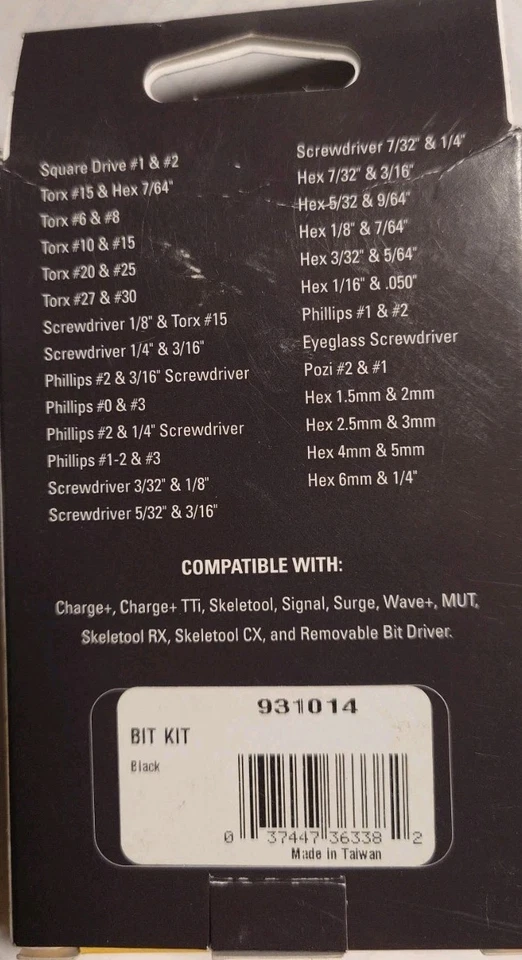 Square Drive #1 & #2
Torx #15 & Hex 7/64"
Torx #6 & #8
Torx #10 & #15
Torx #20 & #25
Torx #27 & #30
Screwdriver 1/8" & Torx #15
Screwdriver 1/4" & 3/16"
Phillips #2 & 3/16" Screwdriver
Phillips #0 & #3
Phillips #2 & 1/4" Screwdriver
Phillips #1-2 & #3
Screwdriver 3/32" & 1/8"
Screwdriver 5/32" & 3/16"
Screwdriver 7/32" & 1/4"
Hex 7/32" & 3/16"
Hex 5/32 & 9/64"
Hex 1/8" & 7/64"
Hex 3/32" & 5/64"
Hex 1/16" & .050"
Phillips #1 & #2
Eyeglass Screwdriver
Pozi #2 & #1
Hex 1.5mm & 2mm
Hex 2.5mm & 3mm
Hex 4mm & 5mm
Hex 6mm & 1/4"
COMPATIBLE WITH:
Charge+, Charge+ TTi, Skeletool, Signal, Surge, Wave+, MUT,
Skeletool RX, Skeletool CX, and Removable Bit Driver.
931014
BIT KIT
Black
0 37447 36338 2
Made in Taiwan